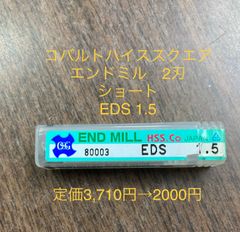 コバルトハイススクエア
エンドミル 2刃
ショート
EDS 1.5
OSG
END MILL HSS.Co JAPAN
80003 EDS 1.5
定価3,710円→2000円